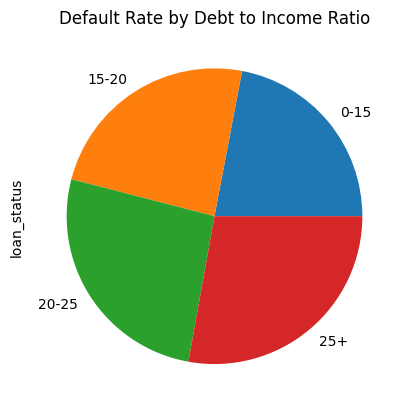 Default Rate by Debt to Income Ratio
15-20
0-15
loan_status
20-25
25+